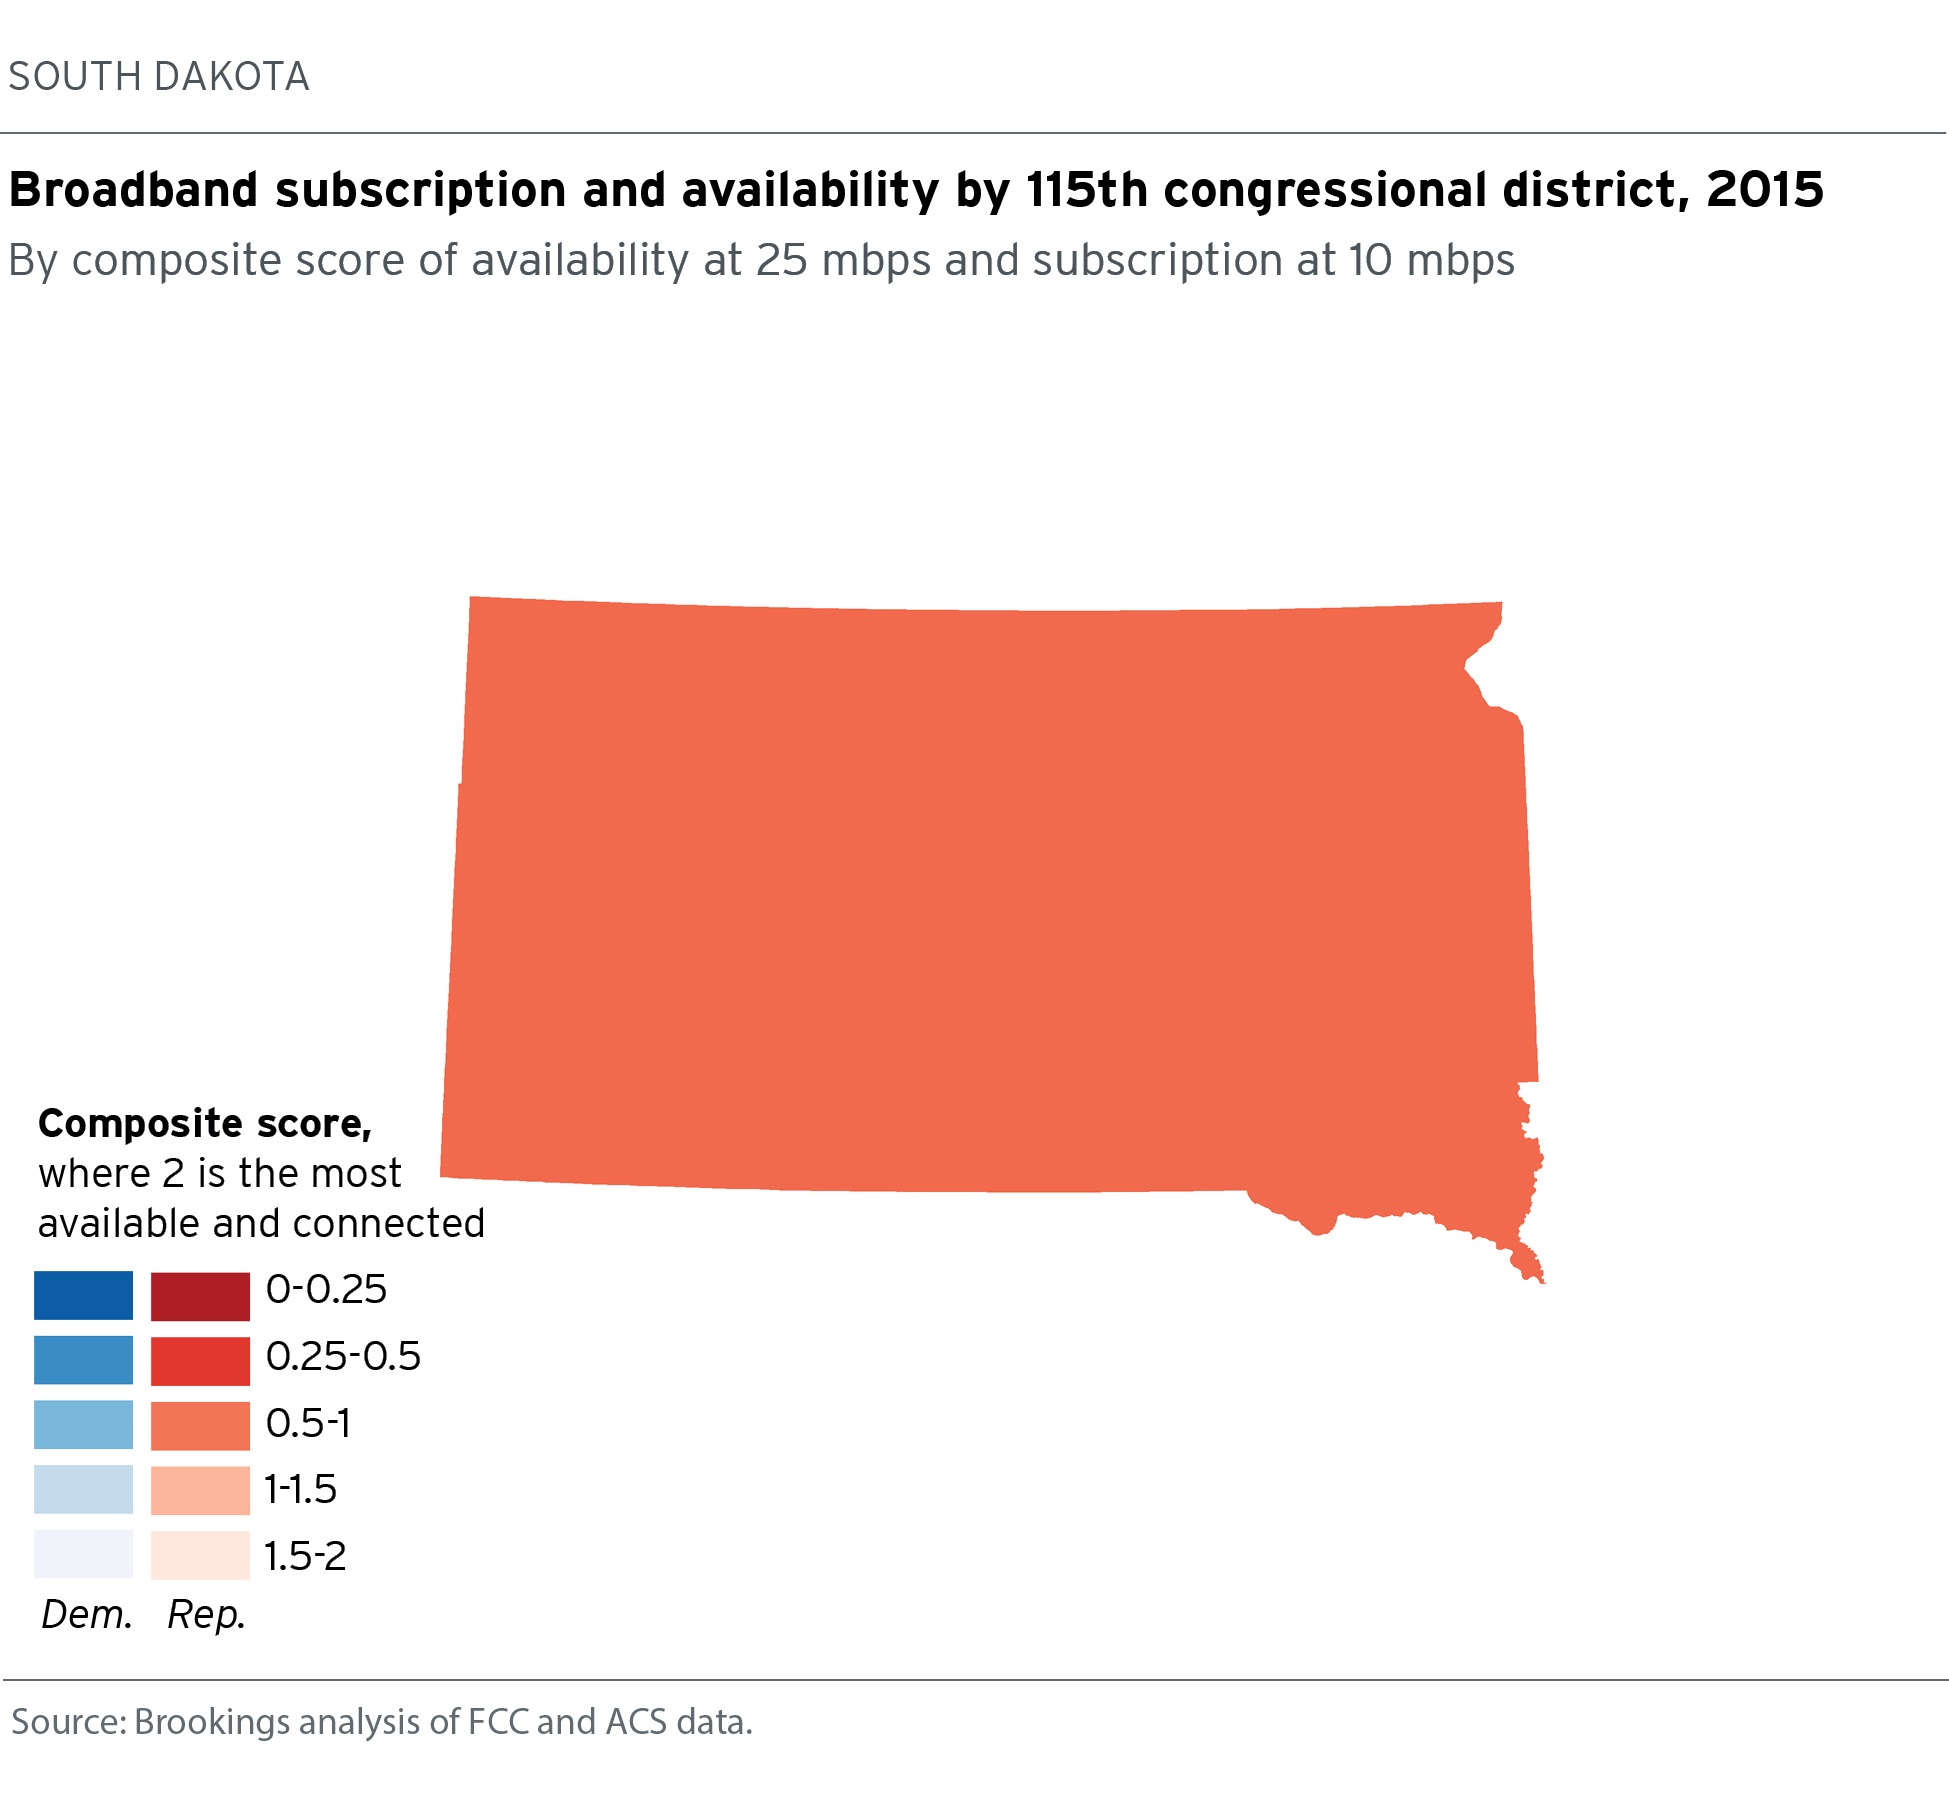 SOUTH DAKOTA
Broadband subscription and availability by 115th congressional district, 2015
By composite score of availability at 25 mbps and subscription at 10 mbps
Composite score,
where 2 is the most
available and connected
0-0.25
0.25-0.5
0.5-1
1-1.5
1.5-2
Dem. Rep.
Source: Brookings analysis of FCC and ACS data.